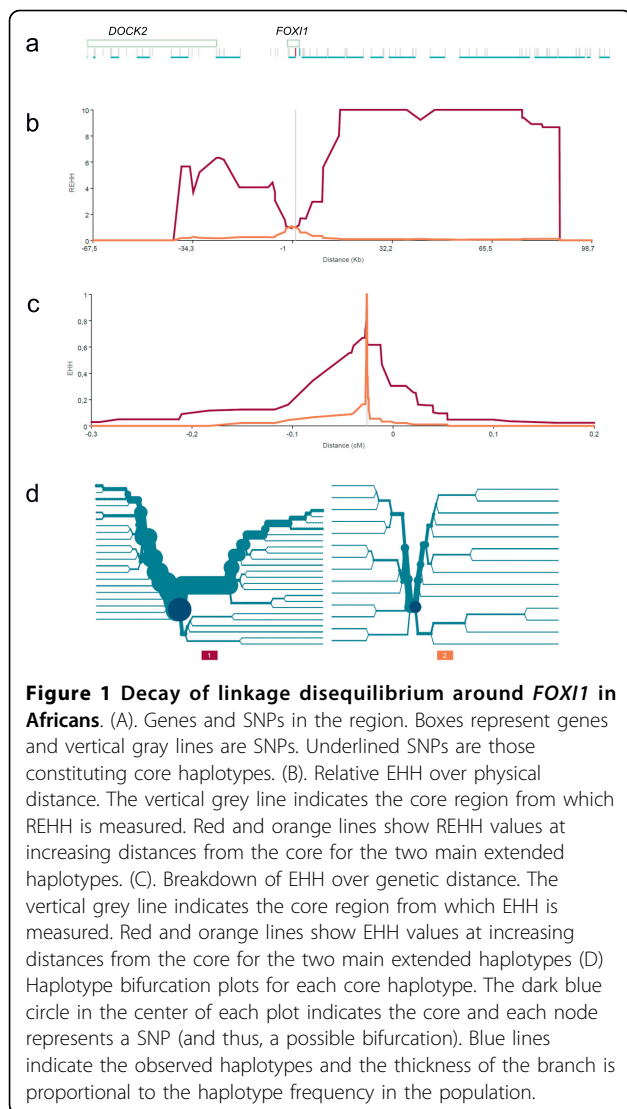 a
DOCK2 FOXI1
b
10
8
6
4
2
0
REHH
-67,5 -34,3 -1 32,2 65,5 98,7
Distance (Kb)
c
1
0,8
0,6
0,4
0,2
0
EHH
-0,3 -0,2 -0,1 0 0,1 0,2
Distance (cM)
d
1 2
Figure 1 Decay of linkage disequilibrium around FOXI1 in
Africans. (A). Genes and SNPs in the region. Boxes represent genes
and vertical gray lines are SNPs. Underlined SNPs are those
constituting core haplotypes. (B). Relative EHH over physical
distance. The vertical grey line indicates the core region from which
REHH is measured. Red and orange lines show REHH values at
increasing distances from the core for the two main extended
haplotypes. (C). Breakdown of EHH over genetic distance. The
vertical grey line indicates the core region from which EHH is
measured. Red and orange lines show EHH values at increasing
distances from the core for the two main extended haplotypes (D)
Haplotype bifurcation plots for each core haplotype. The dark blue
circle in the center of each plot indicates the core and each node
represents a SNP (and thus, a possible bifurcation). Blue lines
indicate the observed haplotypes and the thickness of the branch is
proportional to the haplotype frequency in the population.